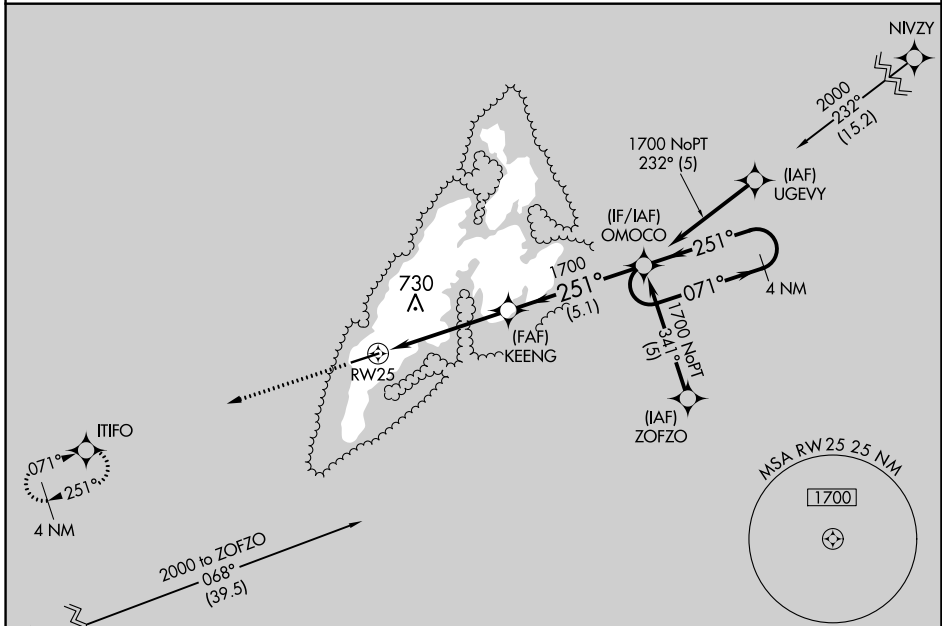 NIVZY
2000
232°
(15.2)
1700 NoPT
232° (5)
(IAF)
UGEVY
(IF/IAF)
OMOCO
251°
071°
4 NM
1700
251°
(5.1)
730
(FAF)
KEENG
RW25
1700 NoPT
341°
(5)
(IAF)
ZOFZO
ITIFO
071°
251°
4 NM
MSA RW25 25 NM
1700
2000 to ZOFZO
068°
(39.5)